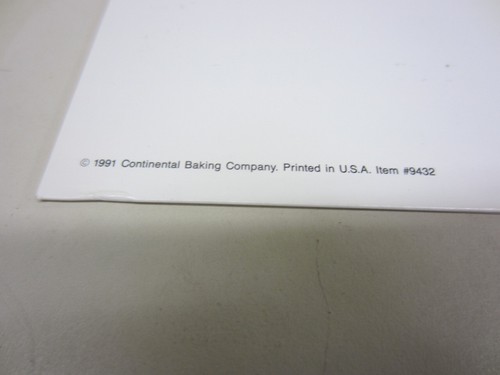 © 1991 Continental Baking Company. Printed in U.S.A. Item #9432